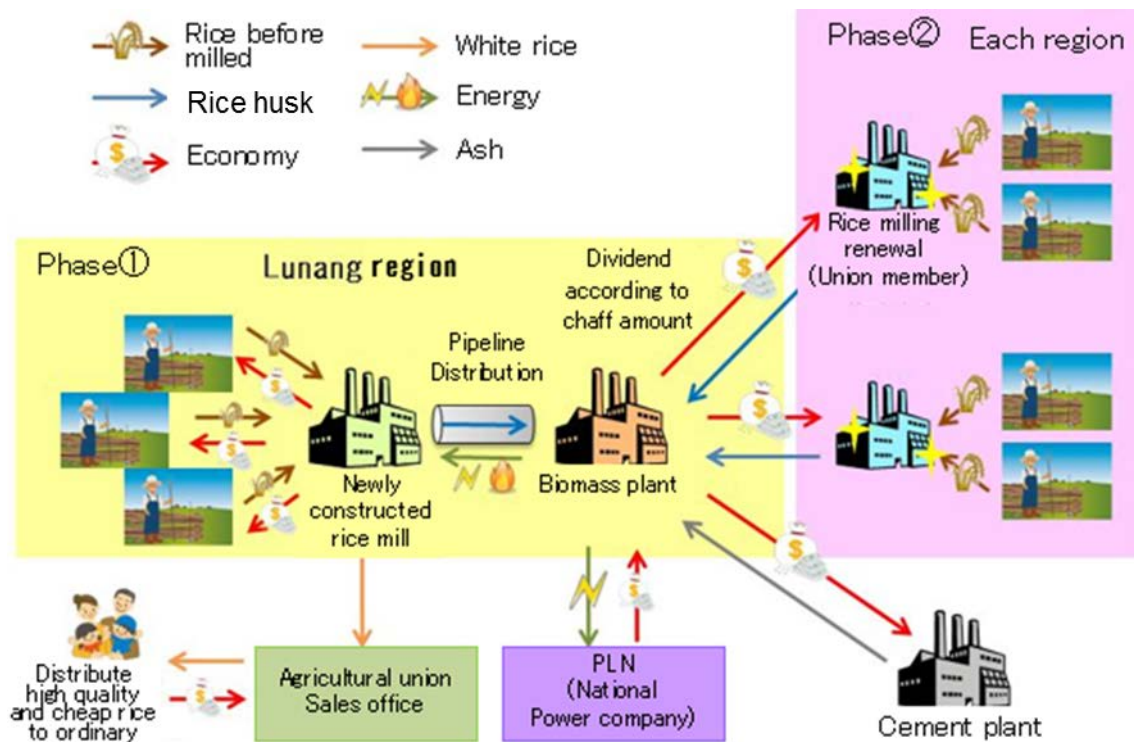 Rice before
milled
White rice
Rice husk
Energy
Economy
Ash
Phase②
Each region
Rice milling
renewal
(Union member)
Phase①
Lunang region
Dividend
according to
chaff amount
Pipeline
Distribution
Newly
constructed
rice mill
Biomass plant
Distribute
high quality
and cheap rice
to ordinary
Agricultural union
Sales office
PLN
(National
Power company)
Cement plant